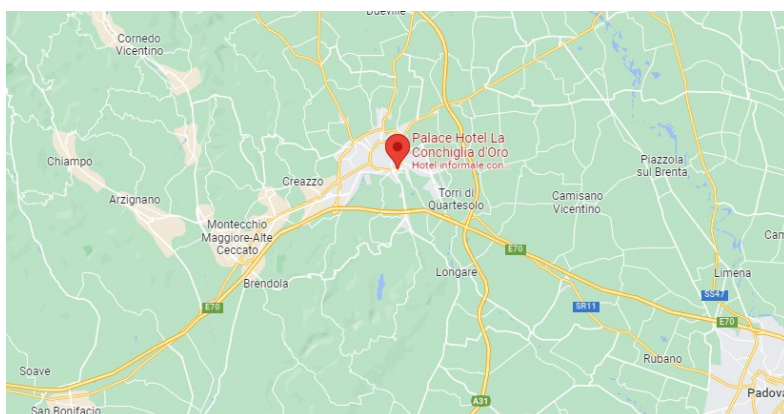 Dueville
Cornedo
Vicentino
Palace Hotel La
Conchiglia d'Oro
Hotel informale con
Chiampo
Creazzo
Piazzola
sul Brenta
Arzignano
Torri di
Quartesolo
Camisano
Vicentino
Montecchio
Maggiore-Alte
Ceccato
E70
Longare
Limena
Brendola
SS47
E70
SR11
E70
Rubano
Soave
A31
Padova
San Bonifacio